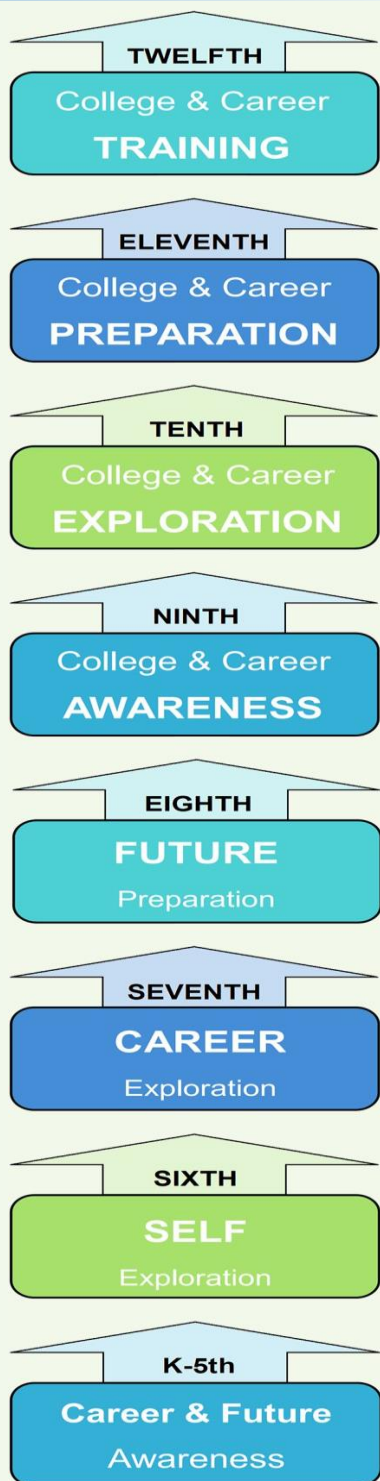 TWELFTH
College & Career
TRAINING
ELEVENTH
College & Career
PREPARATION
TENTH
College & Career
EXPLORATION
NINTH
College & Career
AWARENESS
EIGHTH
FUTURE
Preparation
SEVENTH
CAREER
Exploration
SIXTH
SELF
Exploration
K-5th
Career & Future
Awareness